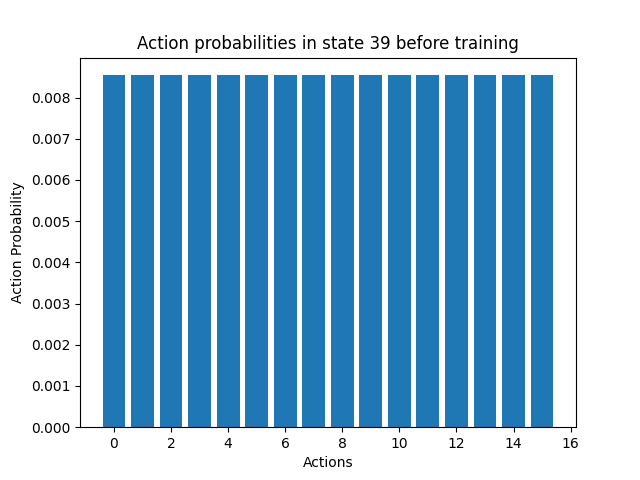 Action probabilities in state 39 before training
0.008
0.007
0.006
0.005
0.004
0.003
0.002
0.001
0.000
Action Probability
0 2 4 6 8 10 12 14 16
Actions